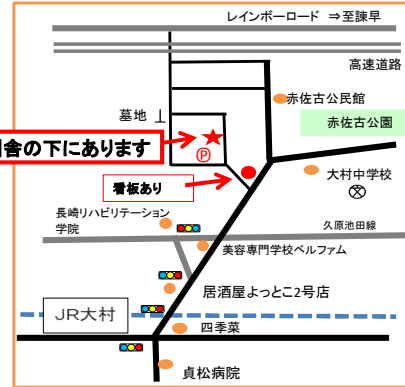 レインボーロード ⇒至諫早
高速道路
赤佐古公民館
墓地
赤佐古公園
舎の下にあります
Ⓟ
看板あり
大村中学校
文
長崎リハビリテーション
学院
久原池田線
美容専門学校ベルファム
居酒屋よっとこ2号店
JR大村
四季菜
貞松病院